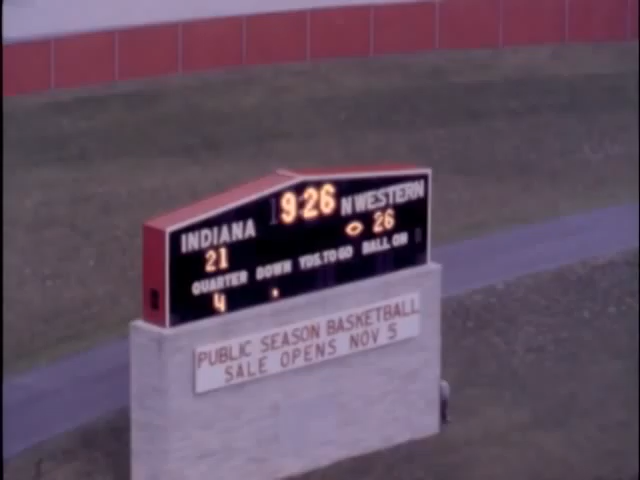 9:26
INDIANA N WESTERN
21 26
QUARTER DOWN YDS.TO GO BALL ON
4
PUBLIC SEASON BASKETBALL
SALE OPENS NOV 5